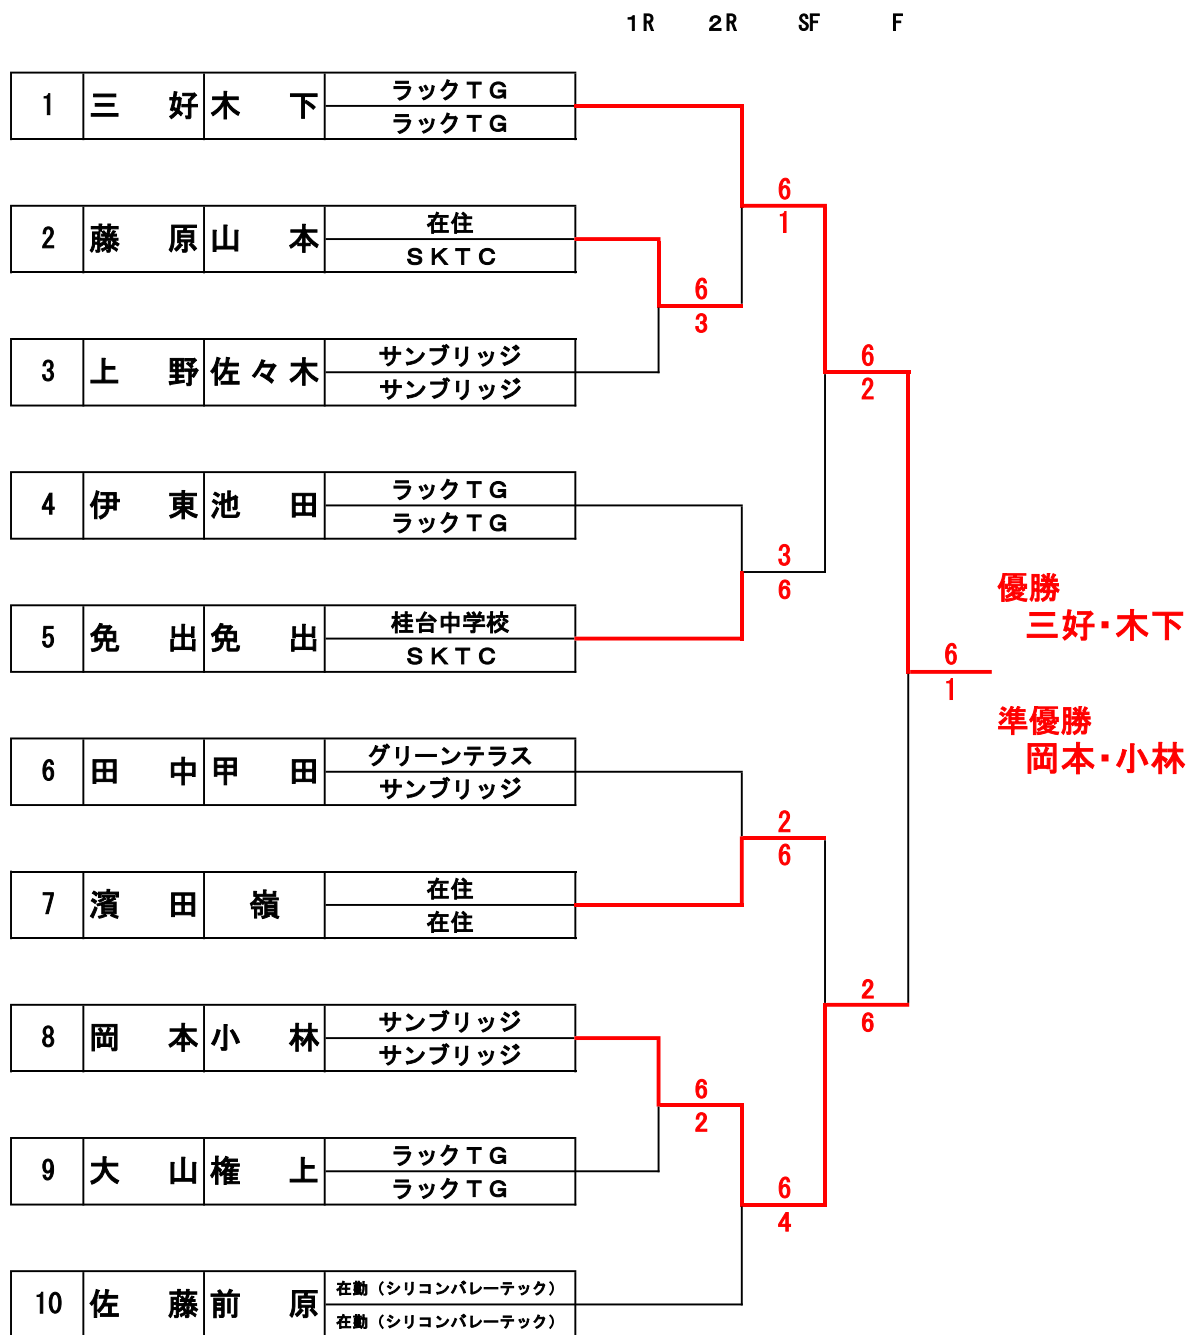 1R 2R SF F
1 三好 木下 ラックTG
ラックTG
6
1
2 藤原 山本 在住
SKTC
6
3
3 上野 佐々木 サンブリッジ
サンブリッジ
6
2
4 伊東 池田 ラックTG
ラックTG
3
6
5 免出 免出 桂台中学校
SKTC
優勝
三好・木下
6
1
準優勝
岡本・小林
6 田中 甲田 グリーンテラス
サンブリッジ
2
6
7 濱田 嶺 在住
在住
2
6
8 岡本 小林 サンブリッジ
サンブリッジ
6
2
9 大山 権上 ラックTG
ラックTG
6
4
10 佐藤 前原 在勤（シリコンバレーテック）
在勤（シリコンバレーテック）